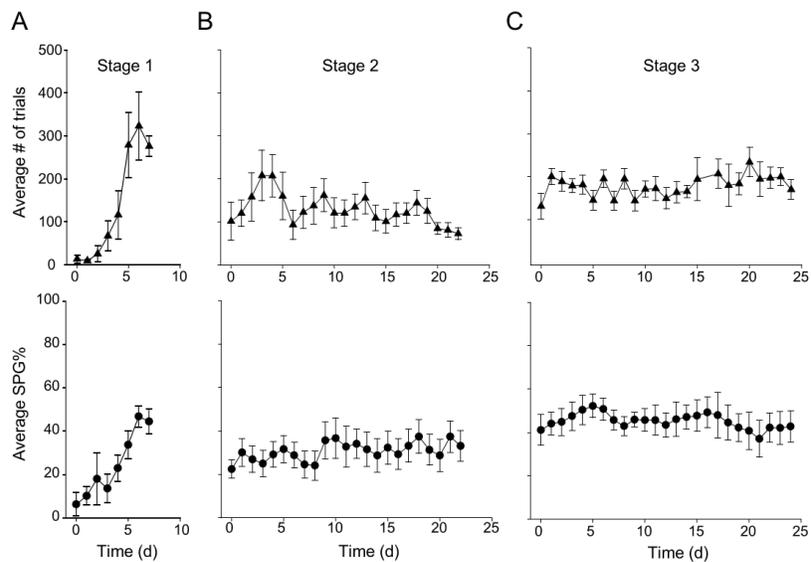 A
B
C
Stage 1
Stage 2
Stage 3
Average # of trials
500
400
300
200
100
0
0 5 10
0 5 10 15 20 25
0 5 10 15 20 25
Average SPG%
100
80
60
40
20
0
0 5 10
0 5 10 15 20 25
0 5 10 15 20 25
Time (d)
Time (d)
Time (d)